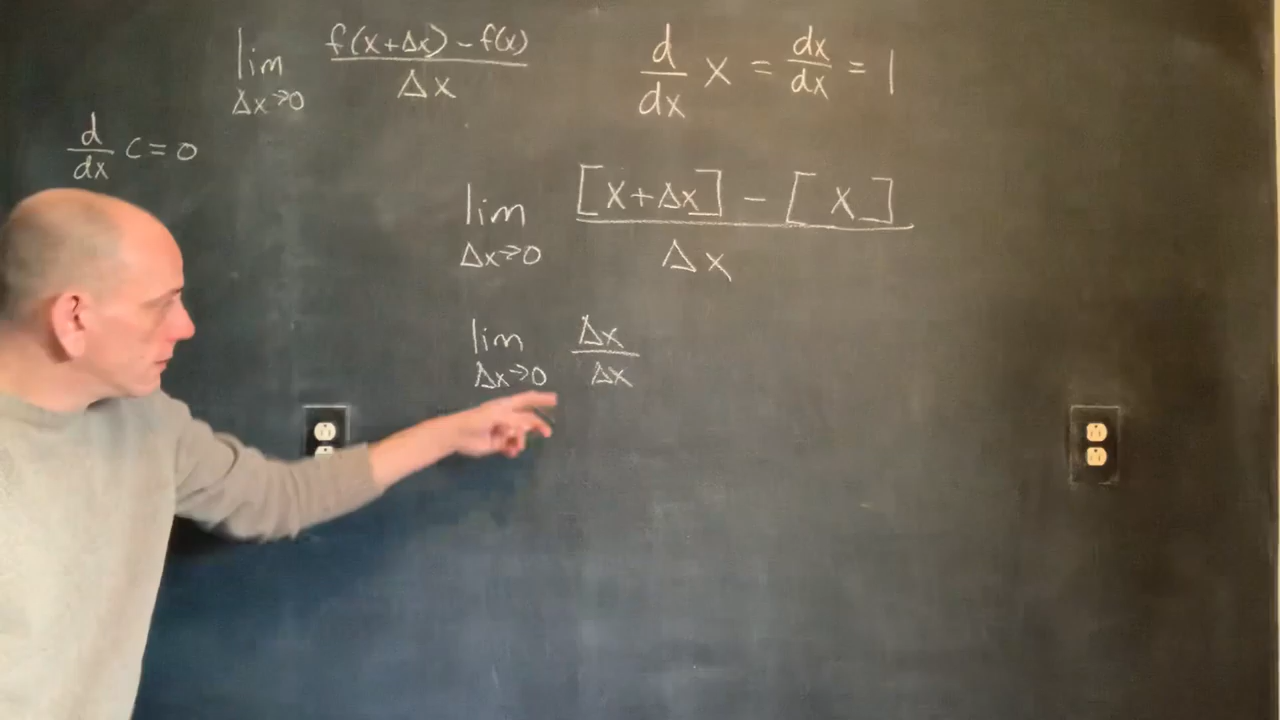 lim Δx→0 f(x+Δx) - f(x) / Δx
d/dx x = dx/dx = 1
d/dx c = 0
lim Δx→0 [x+Δx] - [x] / Δx
lim Δx→0 Δx / Δx